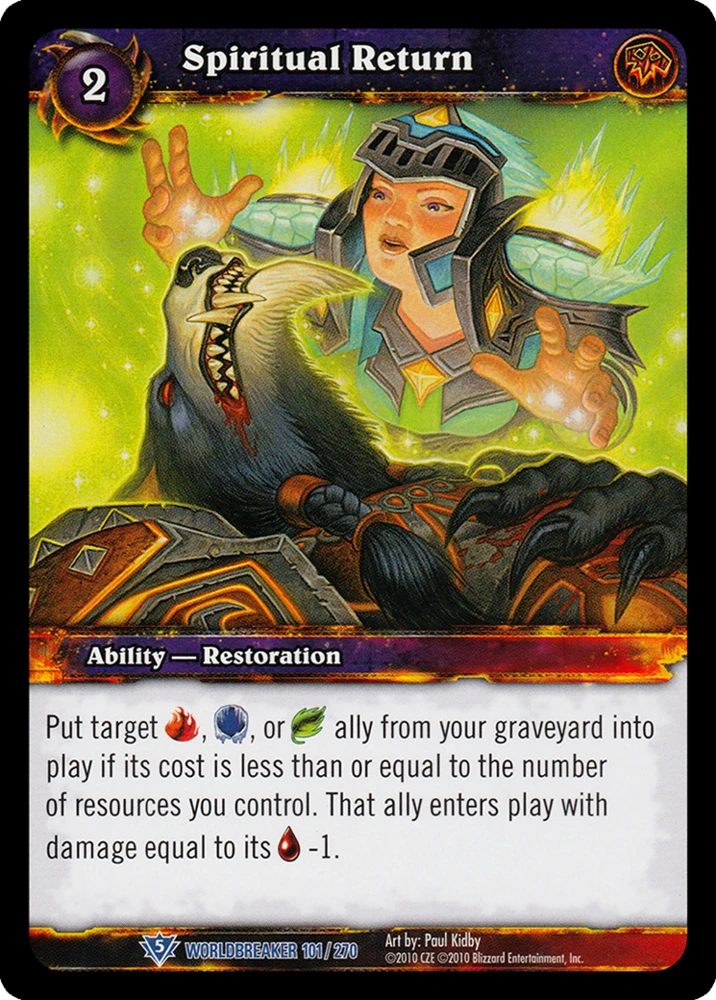 2
Spiritual Return
Ability — Restoration
Put target , , or ally from your graveyard into
play if its cost is less than or equal to the number
of resources you control. That ally enters play with
damage equal to its -1.
5 WORLDBREAKER 101/270
Art by: Paul Kidby
©2010 CZE ©2010 Blizzard Entertainment, Inc.